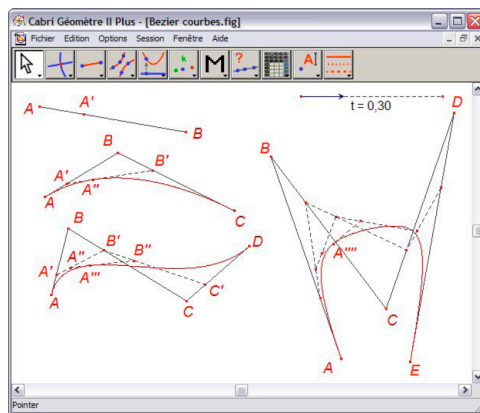 Cabri Géomètre II Plus - [Bezier courbes.fig]
Fichier Edition Options Session Fenêtre Aide
? A
k M
A A' B
t = 0,30
D
B
B
A' A'' B'
A C
B
B' B'' D
A' A'' A'''
A C C'
A''''
C
A E
Pointer